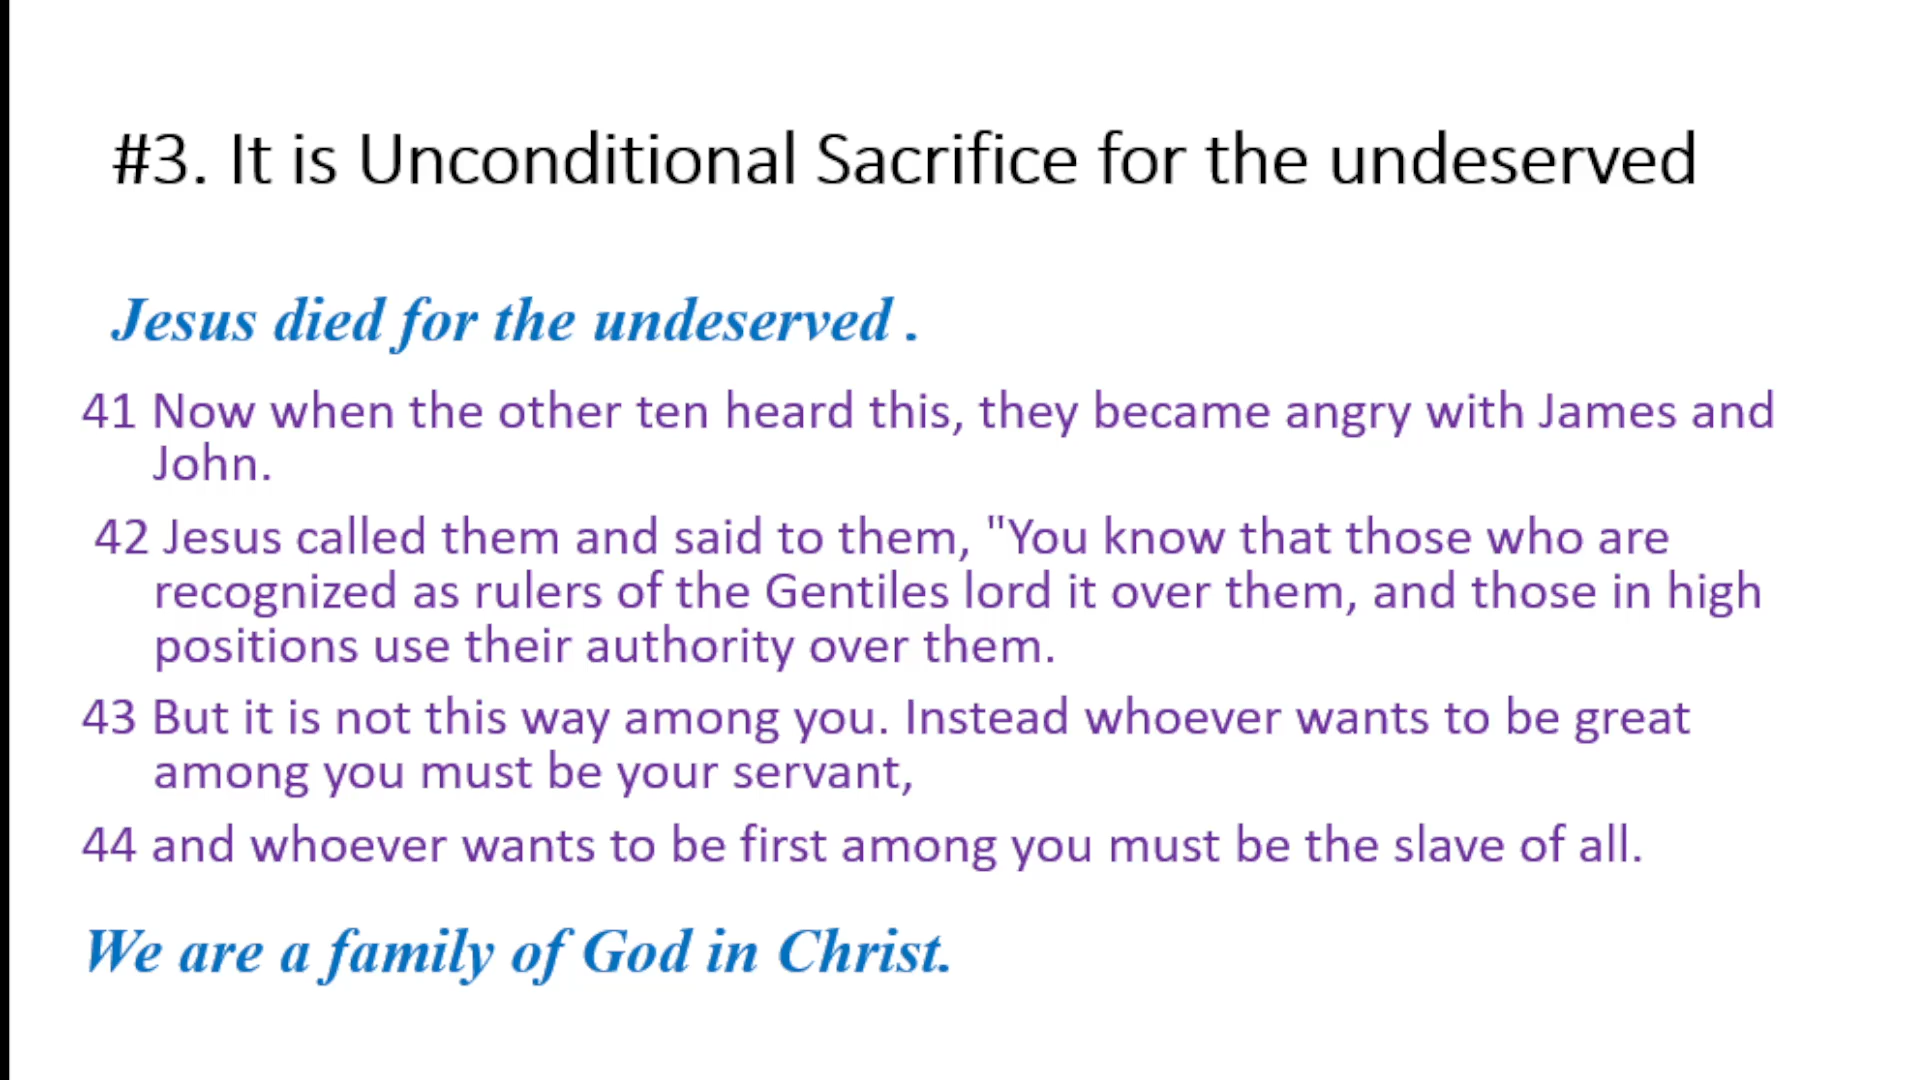 #3. It is Unconditional Sacrifice for the undeserved
Jesus died for the undeserved .
41 Now when the other ten heard this, they became angry with James and
John.
42 Jesus called them and said to them, "You know that those who are
recognized as rulers of the Gentiles lord it over them, and those in high
positions use their authority over them.
43 But it is not this way among you. Instead whoever wants to be great
among you must be your servant,
44 and whoever wants to be first among you must be the slave of all.
We are a family of God in Christ.